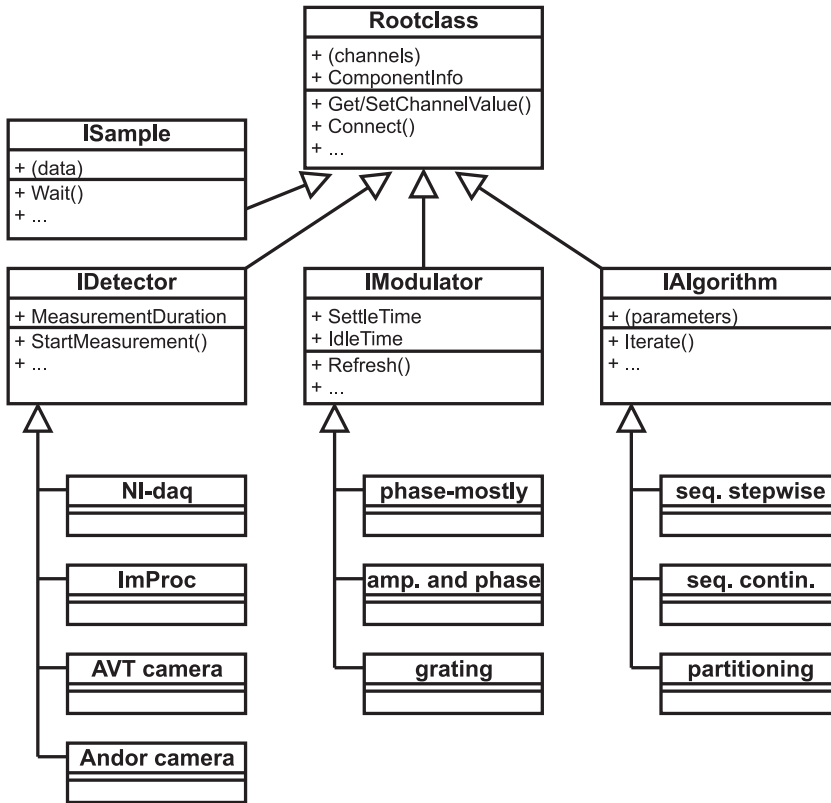 Rootclass
+ (channels)
+ ComponentInfo
+ Get/SetChannelValue()
+ Connect()
+ ...
ISample
+ (data)
+ Wait()
+ ...
IDetector
+ MeasurementDuration
+ StartMeasurement()
+ ...
IModulator
+ SettleTime
+ IdleTime
+ Refresh()
+ ...
IAlgorithm
+ (parameters)
+ Iterate()
+ ...
NI-daq
ImProc
AVT camera
Andor camera
phase-mostly
amp. and phase
grating
seq. stepwise
seq. contin.
partitioning